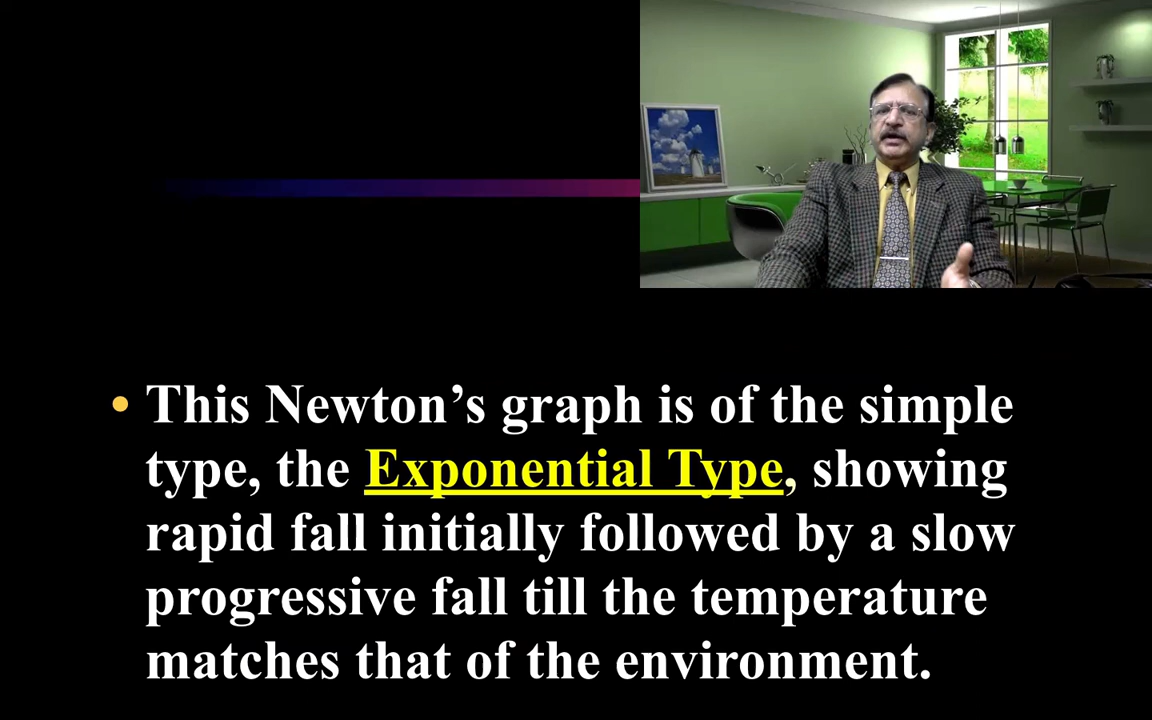 • This Newton’s graph is of the simple
type, the Exponential Type, showing
rapid fall initially followed by a slow
progressive fall till the temperature
matches that of the environment.